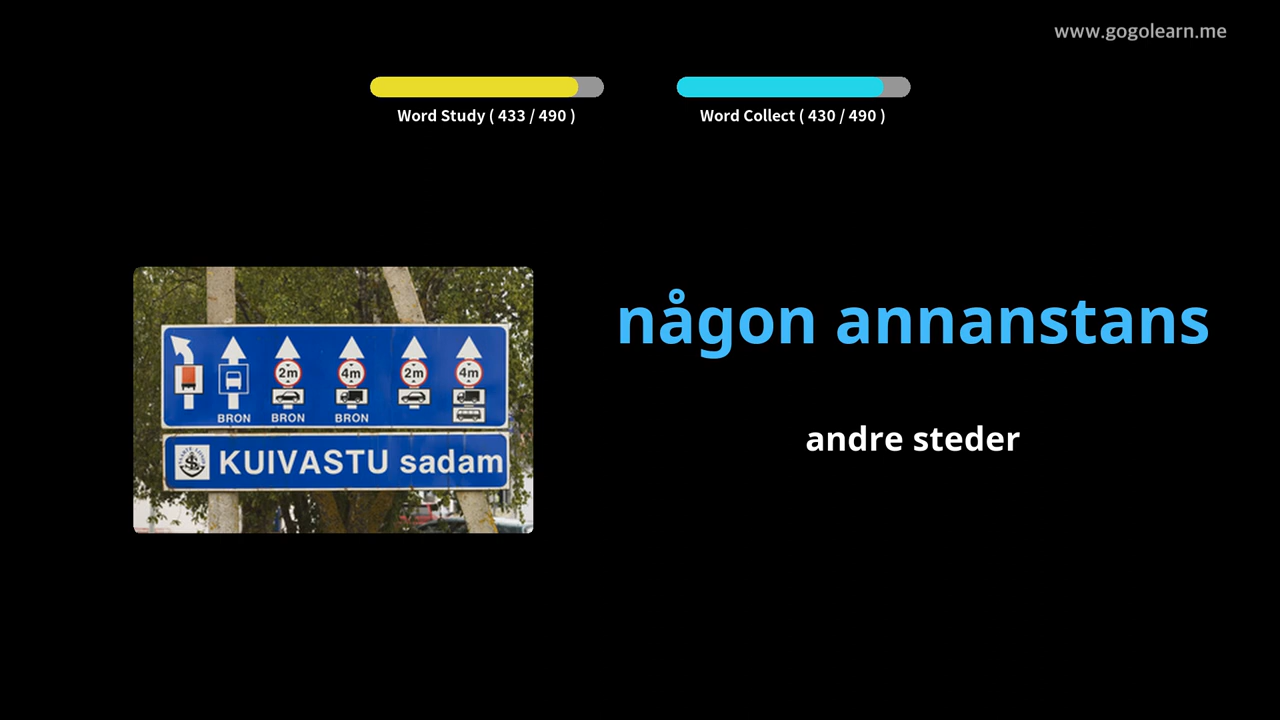 www.gogolearn.me
Word Study ( 433 / 490 )
Word Collect ( 430 / 490 )
2m 4m 2m 4m
BRON BRON BRON
KUIVASTU sadam
någon annanstans
andre steder